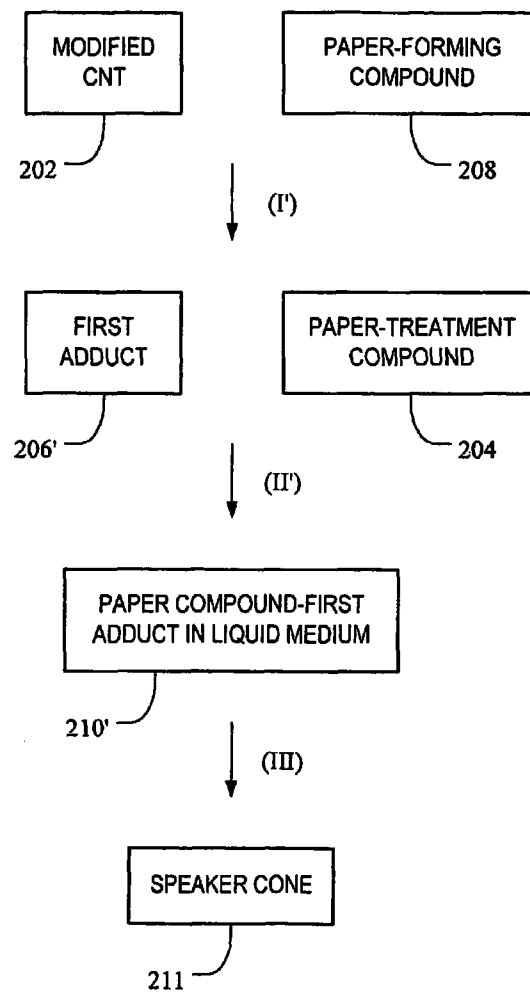 MODIFIED
CNT
PAPER-FORMING
COMPOUND
202
208
(I')
FIRST
ADDUCT
PAPER-TREATMENT
COMPOUND
206'
204
(II')
PAPER COMPOUND-FIRST
ADDUCT IN LIQUID MEDIUM
210'
(III)
SPEAKER CONE
211